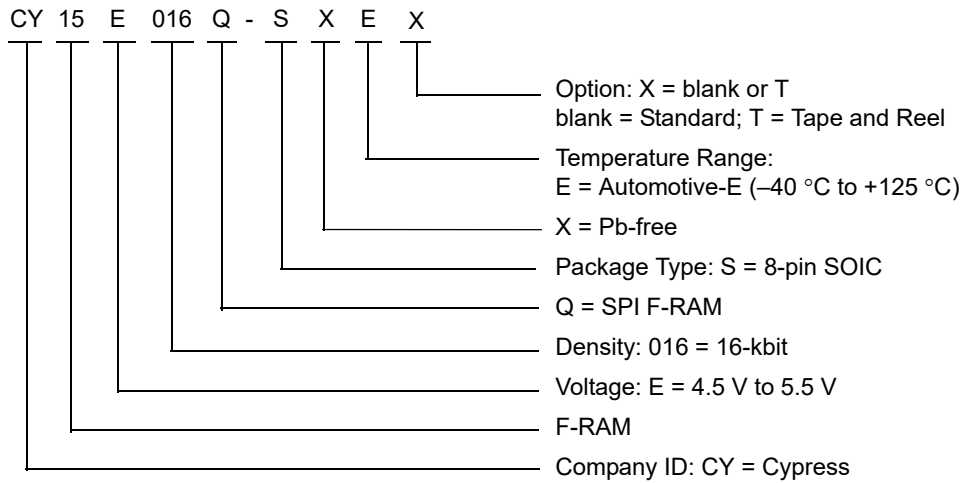 CY 15 E 016 Q - S X E X
Option: X = blank or T
blank = Standard; T = Tape and Reel
Temperature Range:
E = Automotive-E (–40 °C to +125 °C)
X = Pb-free
Package Type: S = 8-pin SOIC
Q = SPI F-RAM
Density: 016 = 16-kbit
Voltage: E = 4.5 V to 5.5 V
F-RAM
Company ID: CY = Cypress